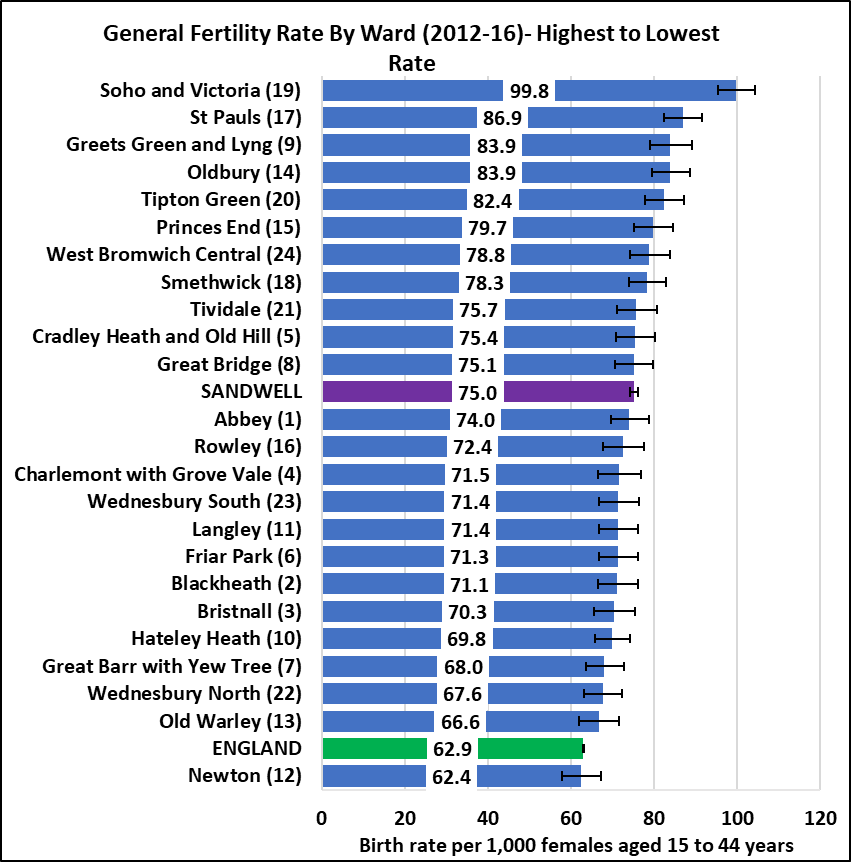 General Fertility Rate By Ward (2012-16)- Highest to Lowest
Rate
Soho and Victoria (19) 99.8
St Pauls (17) 86.9
Greets Green and Lyng (9) 83.9
Oldbury (14) 83.9
Tipton Green (20) 82.4
Princes End (15) 79.7
West Bromwich Central (24) 78.8
Smethwick (18) 78.3
Tividale (21) 75.7
Cradley Heath and Old Hill (5) 75.4
Great Bridge (8) 75.1
SANDWELL 75.0
Abbey (1) 74.0
Rowley (16) 72.4
Charlemont with Grove Vale (4) 71.5
Wednesbury South (23) 71.4
Langley (11) 71.4
Friar Park (6) 71.3
Blackheath (2) 71.1
Bristnall (3) 70.3
Hateley Heath (10) 69.8
Great Barr with Yew Tree (7) 68.0
Wednesbury North (22) 67.6
Old Warley (13) 66.6
ENGLAND 62.9
Newton (12) 62.4
0 20 40 60 80 100 120
Birth rate per 1,000 females aged 15 to 44 years